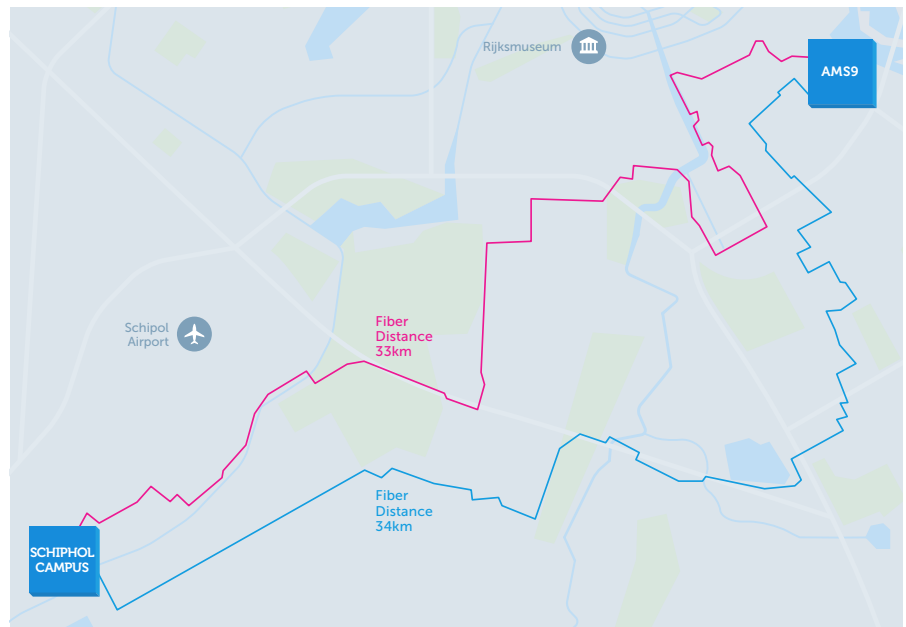 Rijksmuseum
AMS9
Schipol
Airport
Fiber
Distance
33km
Fiber
Distance
34km
SCHIPHOL
CAMPUS